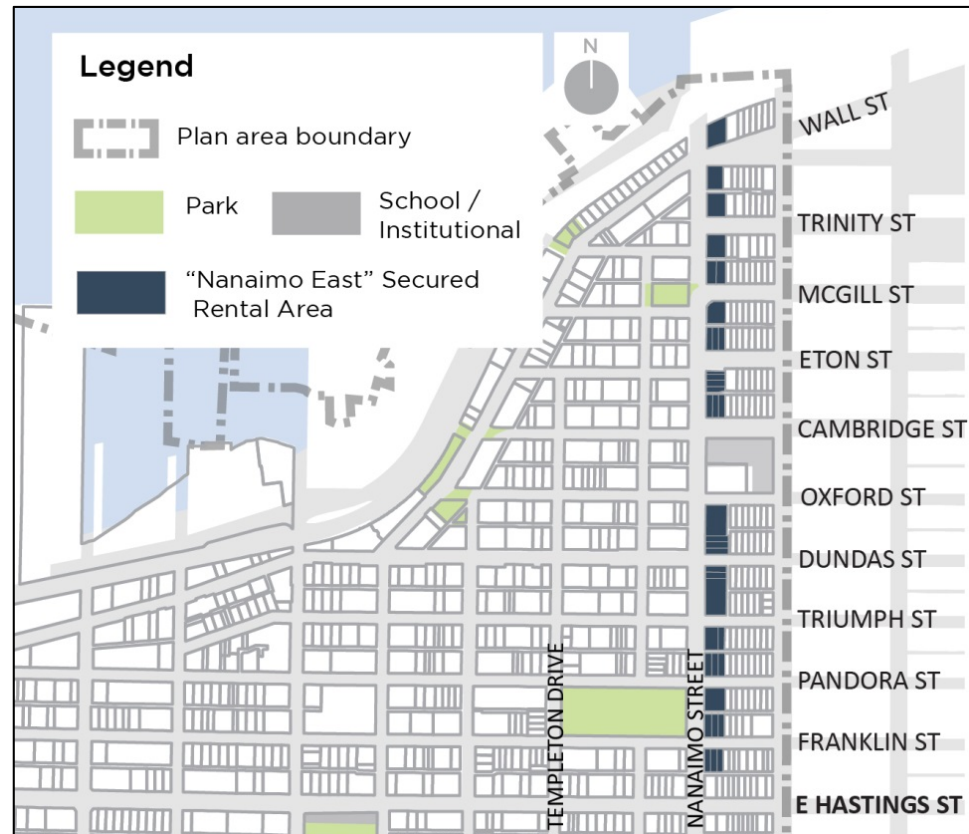 Legend
N
Plan area boundary
Park
School /
Institutional
“Nanaimo East” Secured
Rental Area
WALL ST
TRINITY ST
MCGILL ST
ETON ST
CAMBRIDGE ST
OXFORD ST
DUNDAS ST
TRIUMPH ST
PANDORA ST
FRANKLIN ST
E HASTINGS ST
TEMPLETON DRIVE
NANAIMO STREET